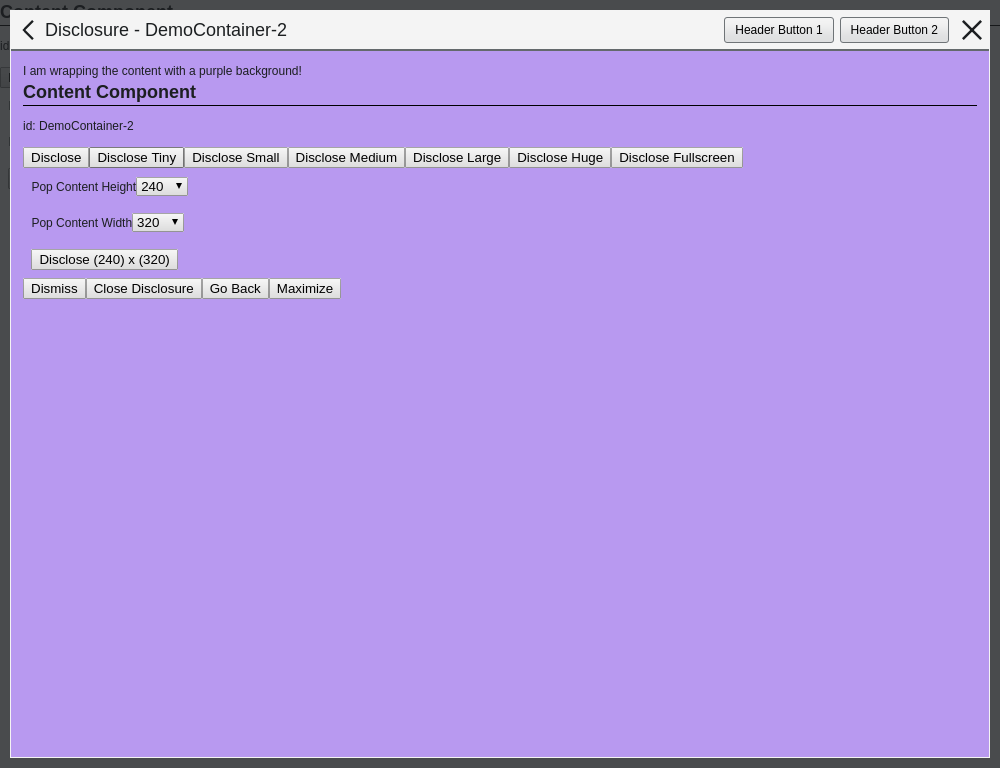 Disclosure - DemoContainer-2
Header Button 1 Header Button 2
I am wrapping the content with a purple background!
Content Component
id: DemoContainer-2
Disclose Disclose Tiny Disclose Small Disclose Medium Disclose Large Disclose Huge Disclose Fullscreen
Pop Content Height 240
Pop Content Width 320
Disclose (240) x (320)
Dismiss Close Disclosure Go Back Maximize